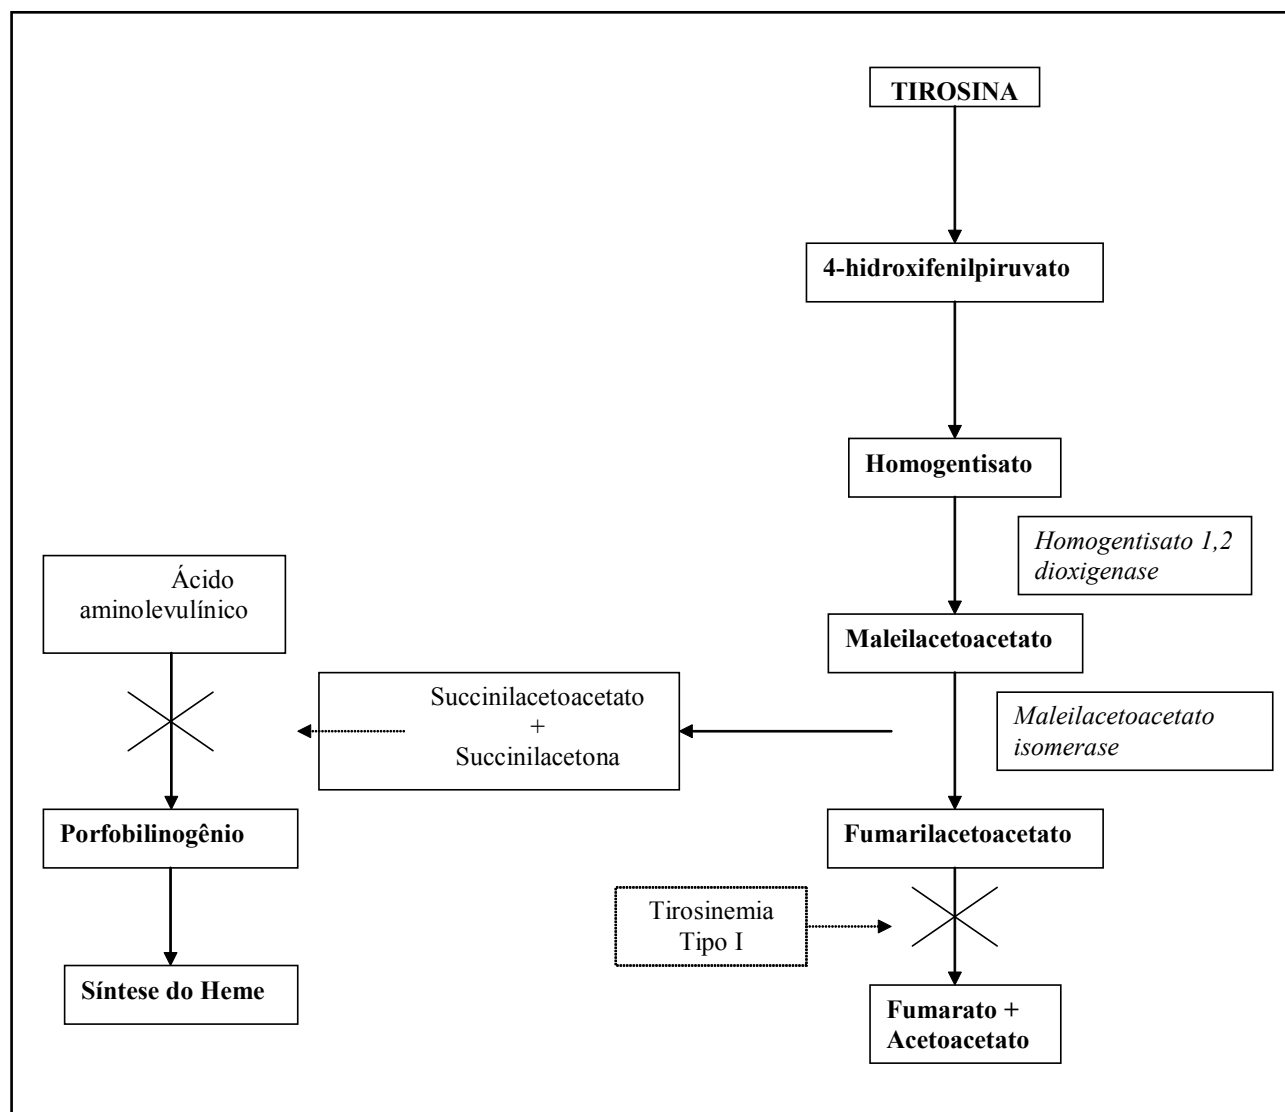 TIROSINA
4-hidroxifenilpiruvato
Homogentisato
Homogentisato 1,2
dioxigenase
Ácido
aminolevulínico
Maleilacetoacetato
Succinilacetoacetato
+
Succinilacetona
Maleilacetoacetato
isomerase
Porfobilinogênio
Fumarilacetoacetato
Tirosinemia
Tipo I
Síntese do Heme
Fumarato +
Acetoacetato